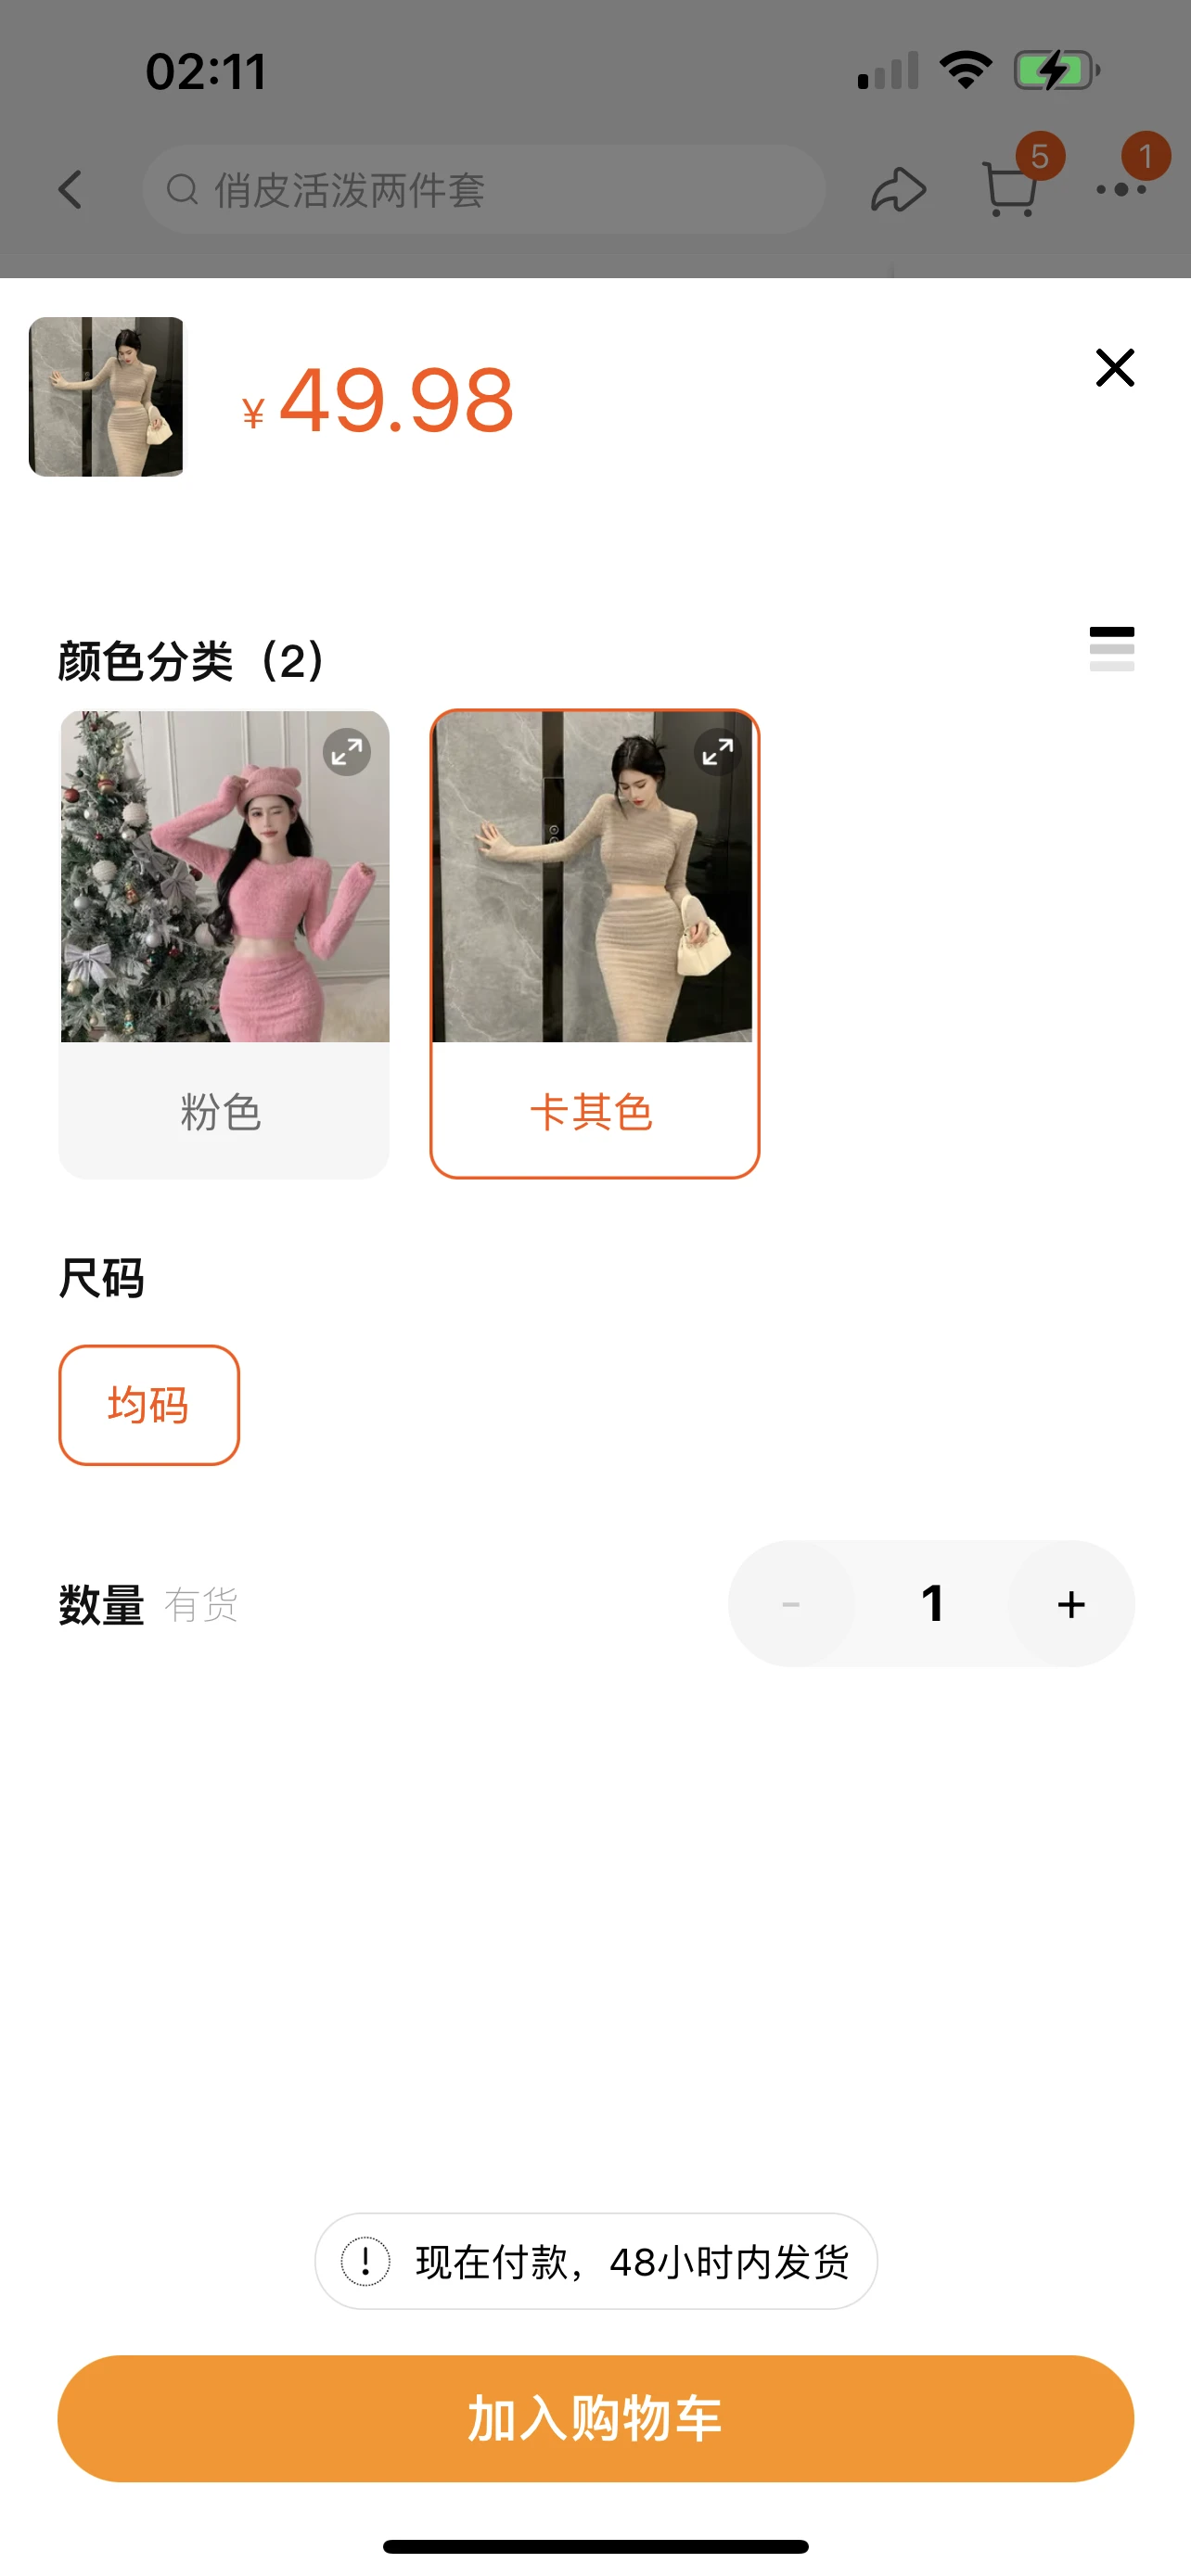 02:11
俏皮活泼两件套
5
1
¥49.98
颜色分类（2）
粉色
卡其色
尺码
均码
数量 有货
- 1 +
现在付款，48小时内发货
加入购物车